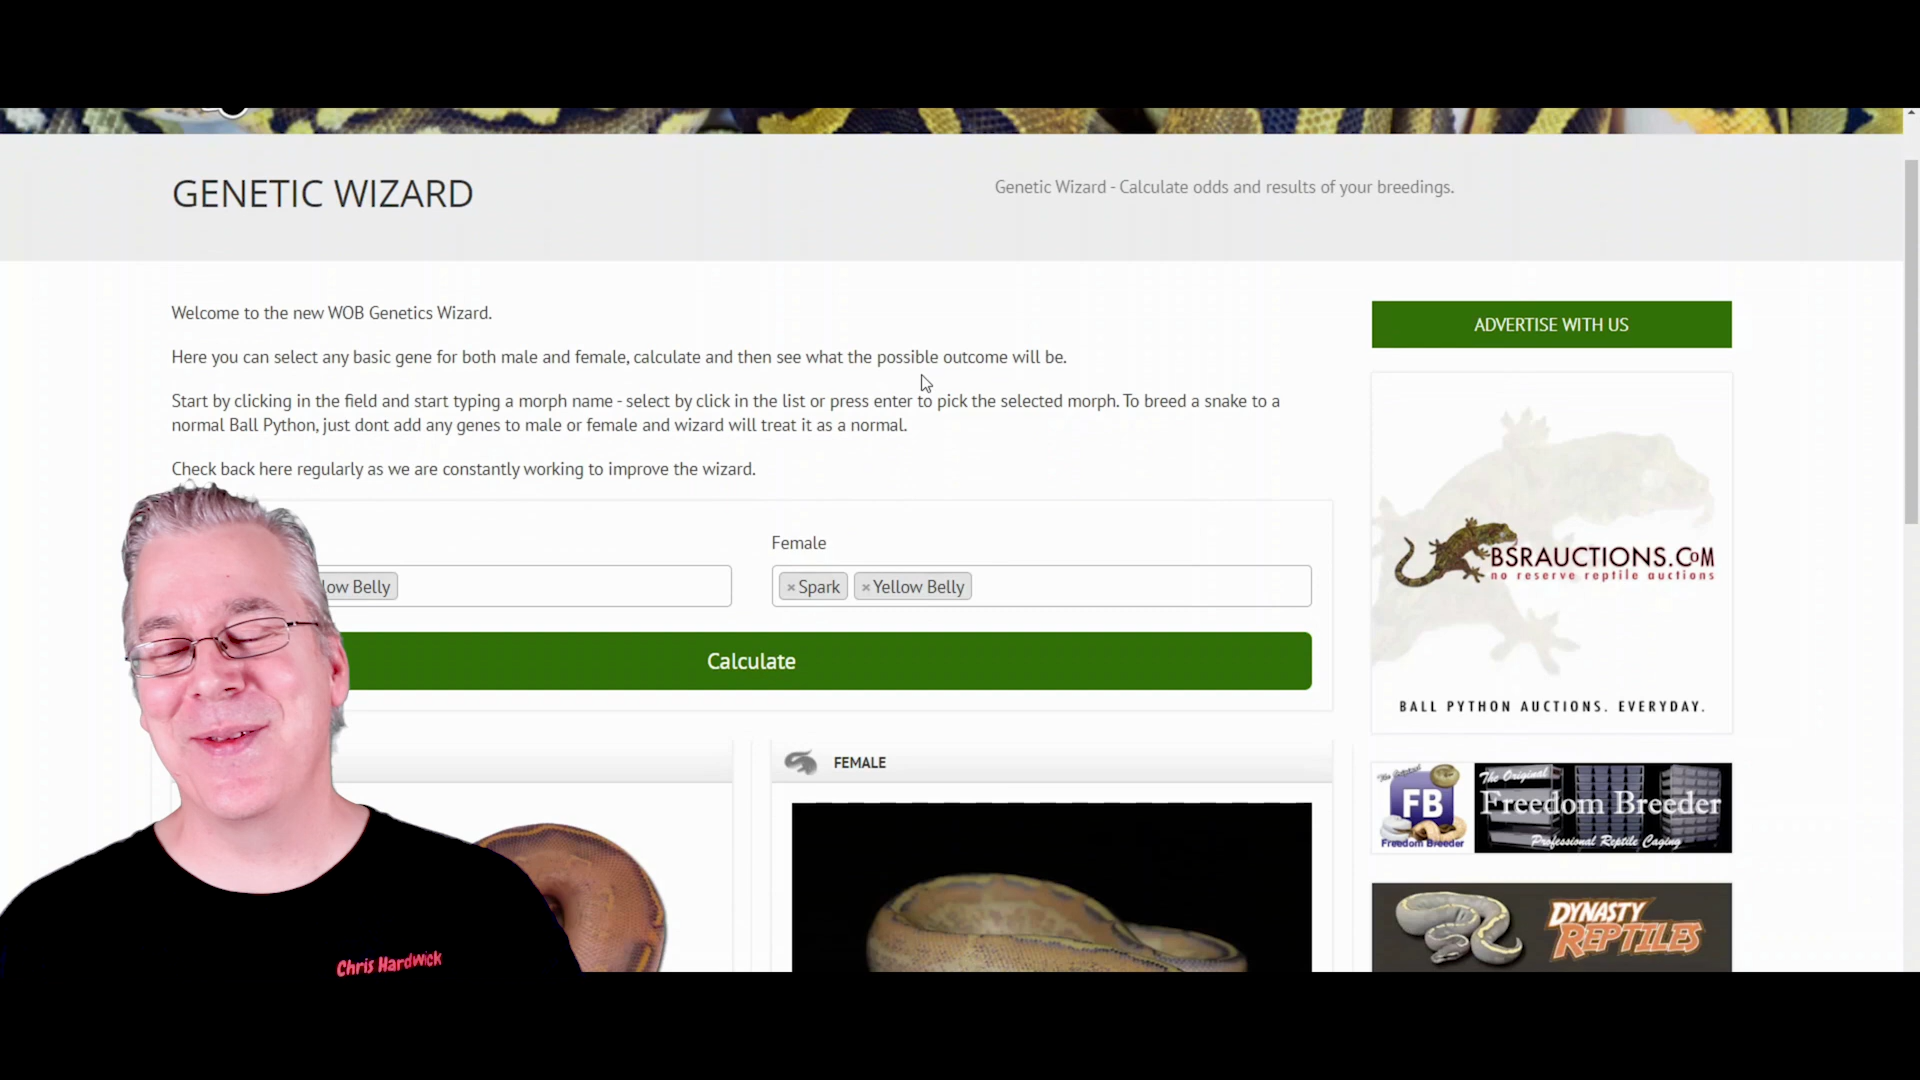 GENETIC WIZARD
Genetic Wizard - Calculate odds and results of your breedings.
Welcome to the new WOB Genetics Wizard.
Here you can select any basic gene for both male and female, calculate and then see what the possible outcome will be.
Start by clicking in the field and start typing a morph name - select by click in the list or press enter to pick the selected morph. To breed a snake to a
normal Ball Python, just dont add any genes to male or female and wizard will treat it as a normal.
Check back here regularly as we are constantly working to improve the wizard.
Female
low Belly
×Spark ×Yellow Belly
Calculate
FEMALE
Chris Hardwick
ADVERTISE WITH US
BSRAUCTIONS.COM
no reserve reptile auctions
BALL PYTHON AUCTIONS. EVERYDAY.
The Original
FB
Freedom Breeder
The Original
Freedom Breeder
Professional Reptile Caging
DYNASTY
REPTILES